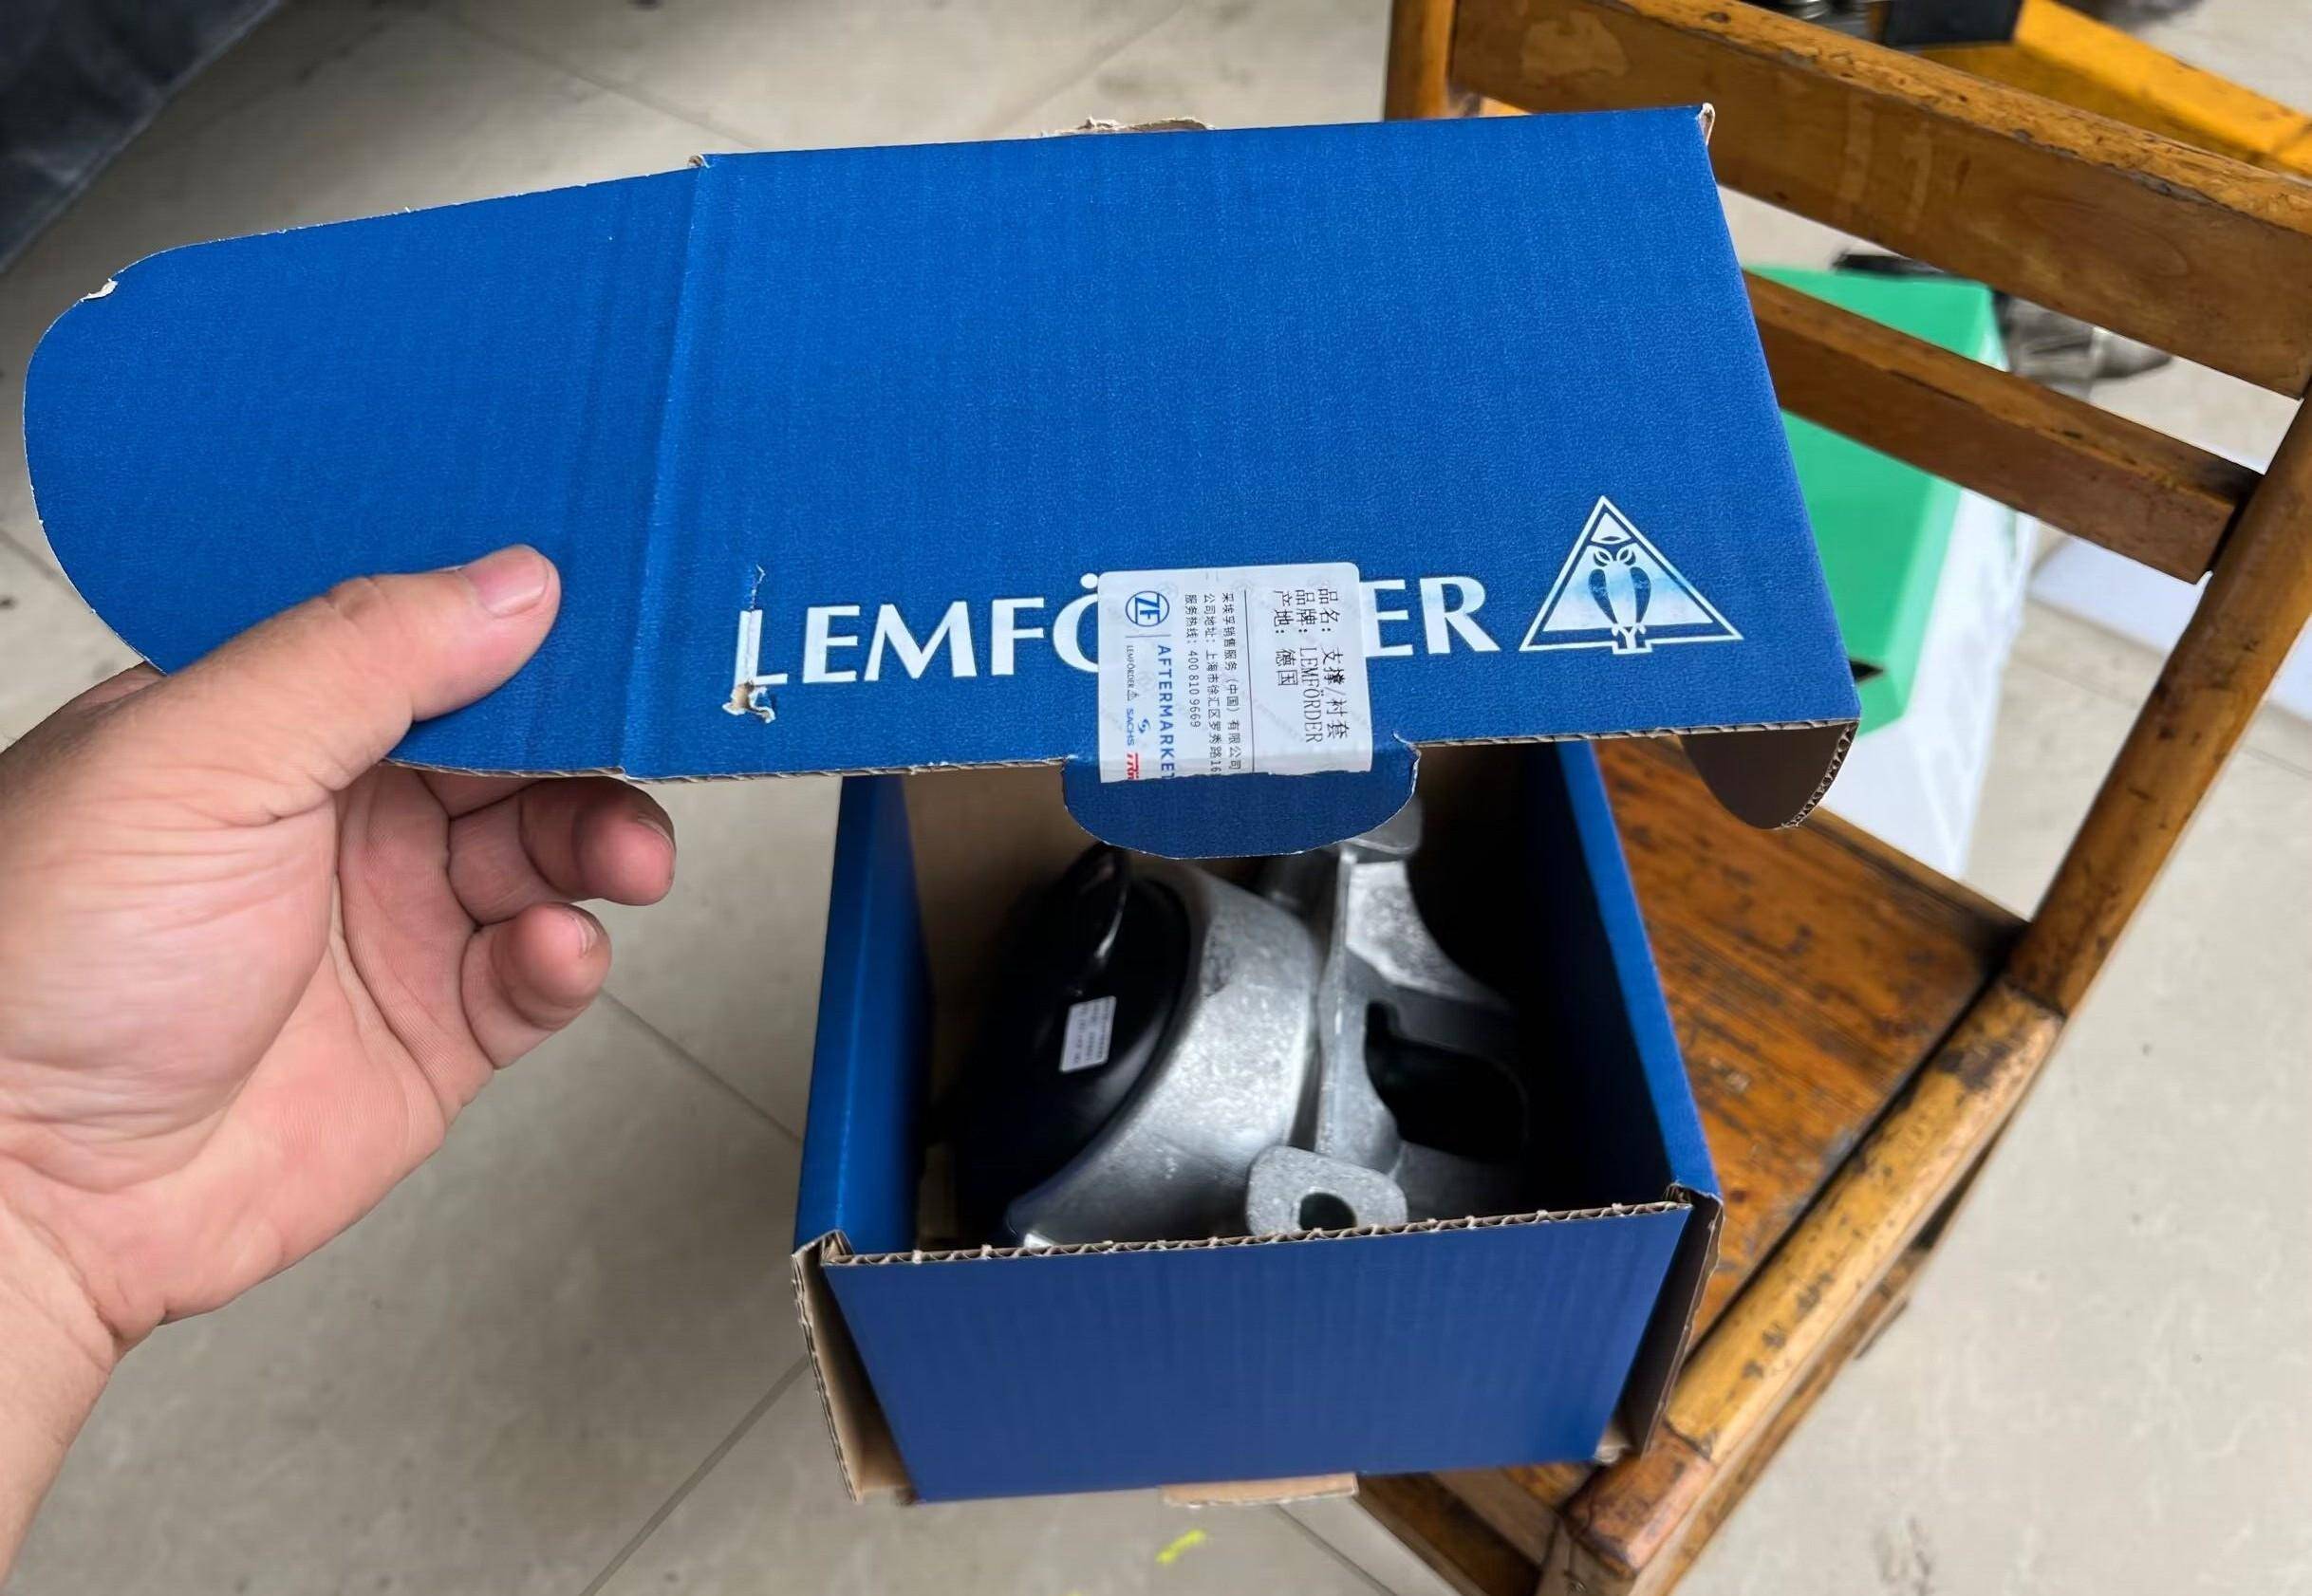 LEMFÖRDER
品名：支撑/衬套
品牌：LEMFÖRDER
产地：德国
采埃孚销售服务（中国）有限公司
公司地址：上海市徐汇区罗秀路16
服务热线：400 810 9669
ZF AFTERMARKET
LEMFÖRDER SACHS TRW